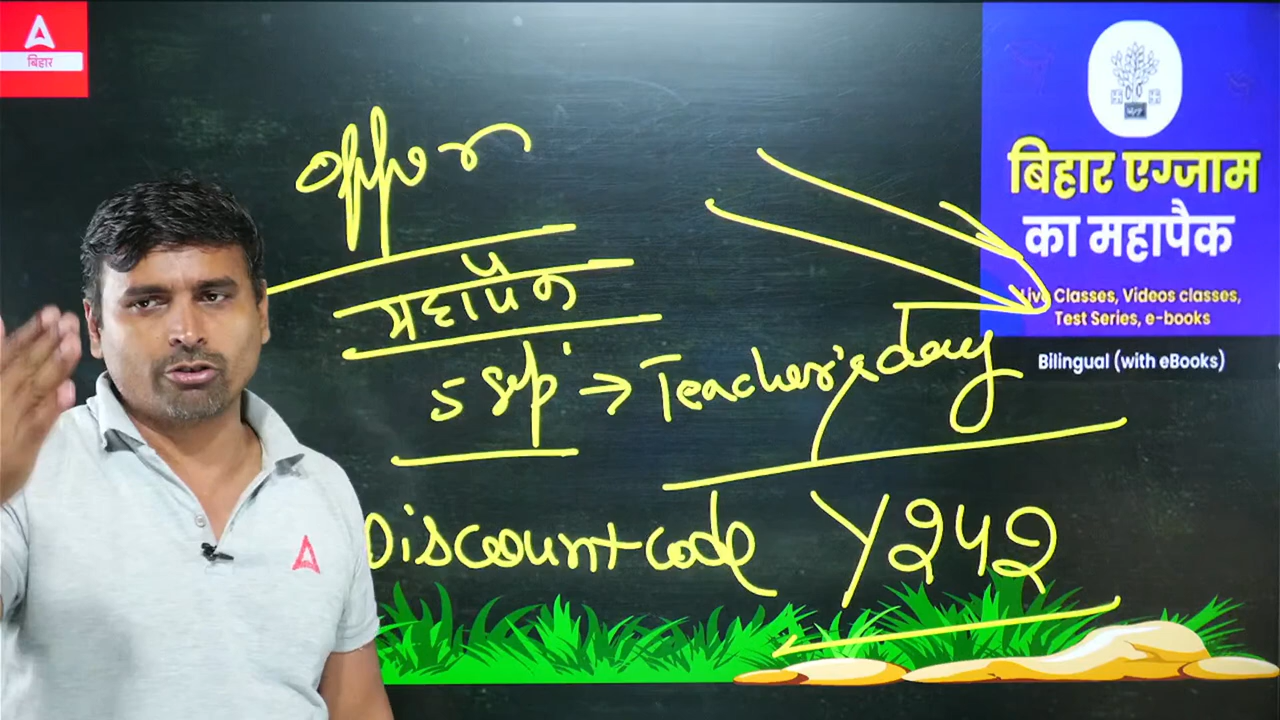 बिहार
offer
महापैक
5 Sep → Teacher's day
Discount code Y242
बिहार एग्जाम
का महापैक
Live Classes, Videos classes,
Test Series, e-books
Bilingual (with eBooks)